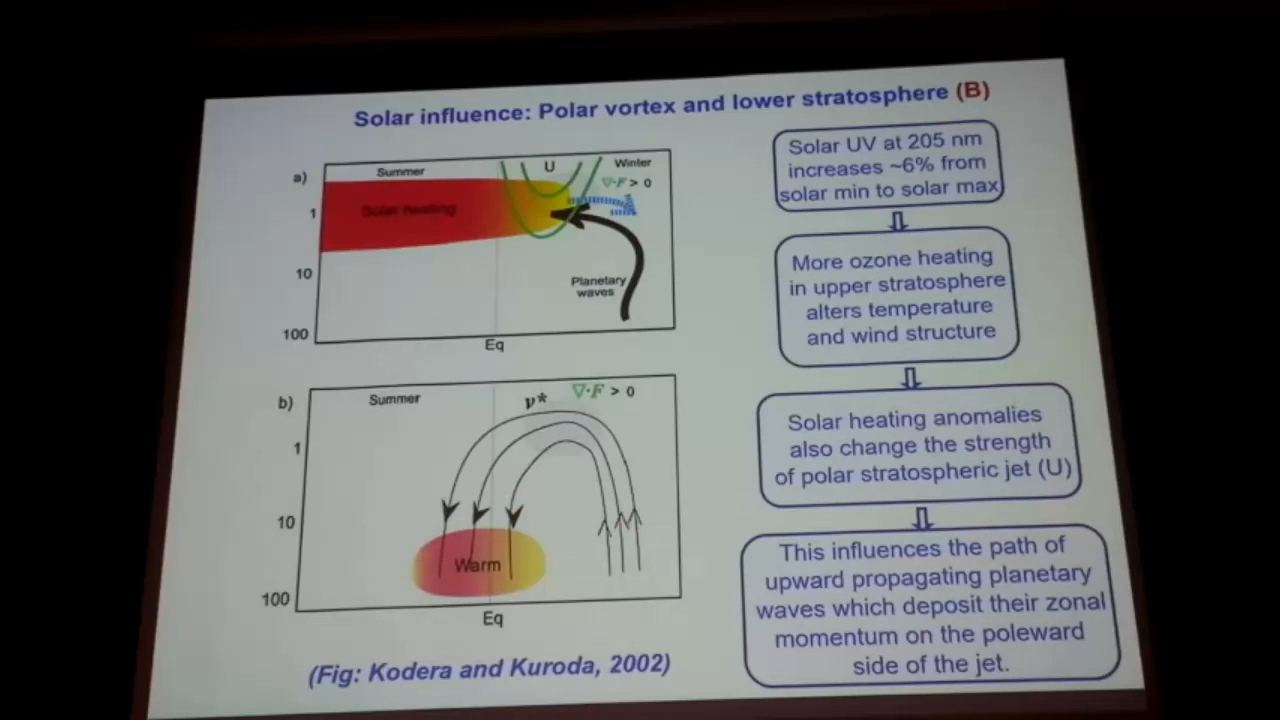 Solar influence: Polar vortex and lower stratosphere (B)
a)
Summer
U
Winter
∇·F > 0
Solar heating
1
10
100
Planetary
waves
Eq
b)
Summer
v*
∇·F > 0
1
10
100
Warm
Eq
(Fig: Kodera and Kuroda, 2002)
Solar UV at 205 nm
increases ~6% from
solar min to solar max
More ozone heating
in upper stratosphere
alters temperature
and wind structure
Solar heating anomalies
also change the strength
of polar stratospheric jet (U)
This influences the path of
upward propagating planetary
waves which deposit their zonal
momentum on the poleward
side of the jet.